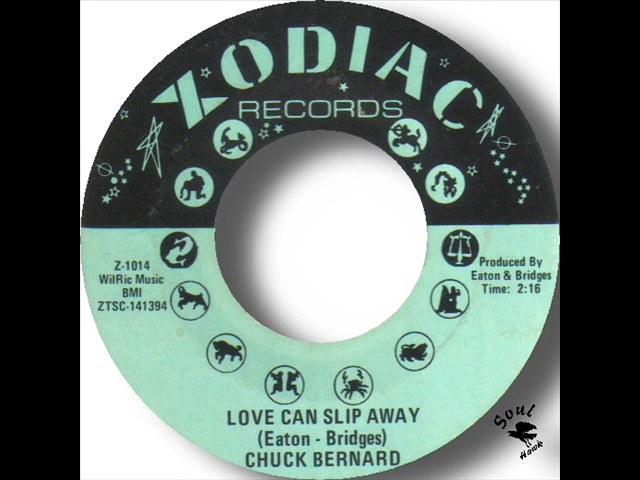 ZODIAC
RECORDS
Z-1014
WilRic Music
BMI
ZTSC-141394
Produced By
Eaton & Bridges
Time: 2:16
LOVE CAN SLIP AWAY
(Eaton - Bridges)
CHUCK BERNARD
Soul
Hawk